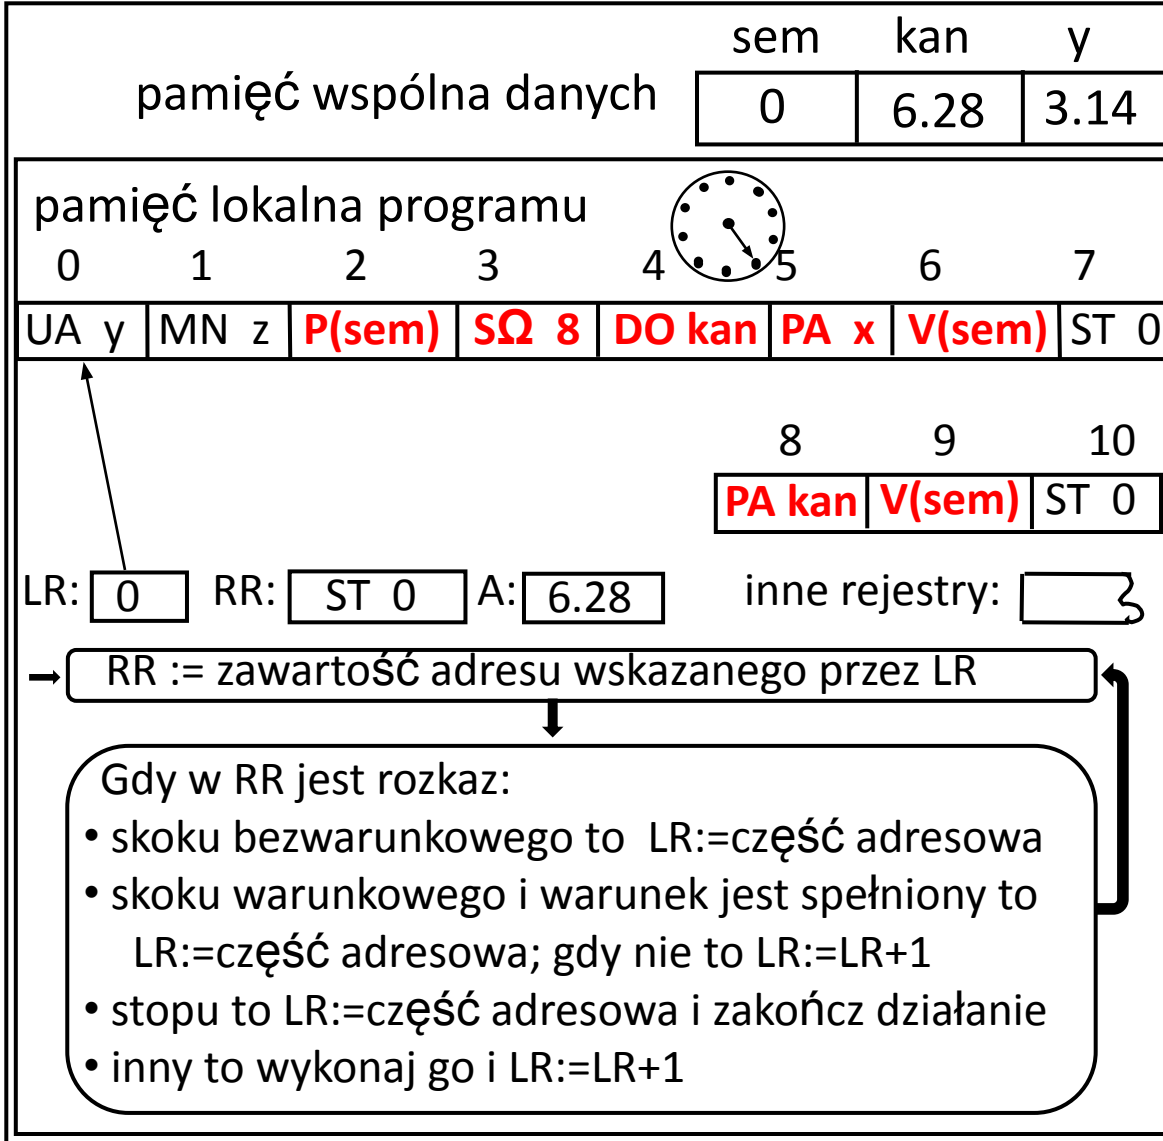 sem kan y
pamięć wspólna danych 0 6.28 3.14
pamięć lokalna programu
0 1 2 3 4 5 6 7
UA y MN z P(sem) SΩ 8 DO kan PA x V(sem) ST 0
8 9 10
PA kan V(sem) ST 0
LR: 0 RR: ST 0 A: 6.28 inne rejestry:
RR := zawartość adresu wskazanego przez LR
Gdy w RR jest rozkaz:
• skoku bezwarunkowego to LR:=część adresowa
• skoku warunkowego i warunek jest spełniony to
LR:=część adresowa; gdy nie to LR:=LR+1
• stopu to LR:=część adresowa i zakończ działanie
• inny to wykonaj go i LR:=LR+1